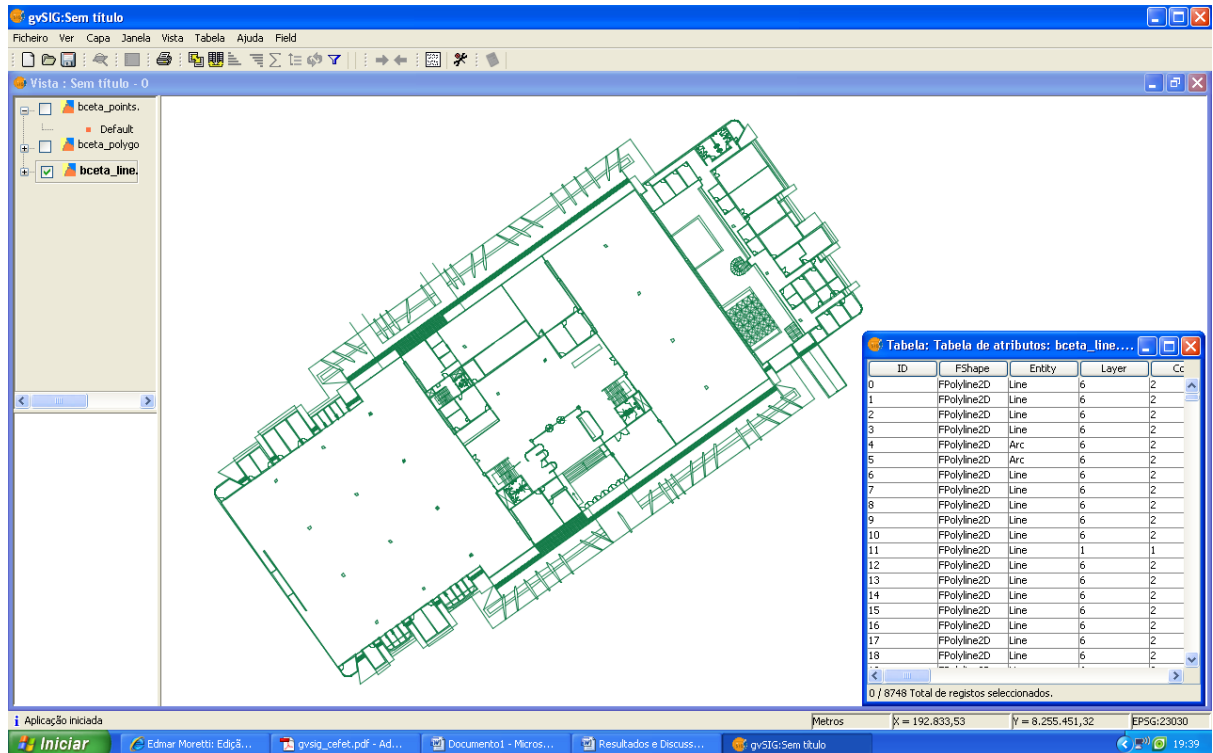 gvSIG:Sem título
Ficheiro Ver Capa Janela Vista Tabela Ajuda Field
Vista : Sem título - 0
bceta_points.
Default
bceta_polygo
bceta_line.
Tabela: Tabela de atributos: bceta_line....
ID FShape Entity Layer Co
0 FPolyline2D Line 6 2
1 FPolyline2D Line 6 2
2 FPolyline2D Line 6 2
3 FPolyline2D Line 6 2
4 FPolyline2D Arc 6 2
5 FPolyline2D Arc 6 2
6 FPolyline2D Line 6 2
7 FPolyline2D Line 6 2
8 FPolyline2D Line 6 2
9 FPolyline2D Line 6 2
10 FPolyline2D Line 6 2
11 FPolyline2D Line 1 1
12 FPolyline2D Line 6 2
13 FPolyline2D Line 6 2
14 FPolyline2D Line 6 2
15 FPolyline2D Line 6 2
16 FPolyline2D Line 6 2
17 FPolyline2D Line 6 2
18 FPolyline2D Line 6 2
0 / 8748 Total de registos seleccionados.
Aplicação iniciada
Metros X = 192.833,53 Y = 8.255.451,32 EPSG:23030
Iniciar Edmar Moretti: Ediçã... gvsig_cefet.pdf - Ad... Documento1 - Micros... Resultados e Discuss... gvSIG:Sem título 19:39